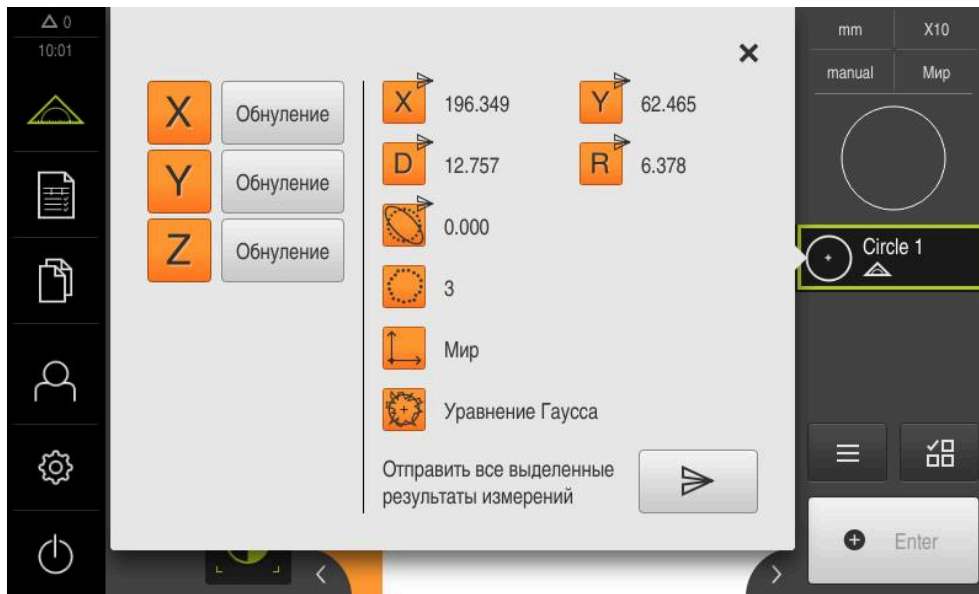 0
10:01
X Обнуление
Y Обнуление
Z Обнуление
X 196.349 Y 62.465
D 12.757 R 6.378
0.000
3
Мир
Уравнение Гаусса
Отправить все выделенные
результаты измерений
mm X10
manual Мир
Circle 1
Enter